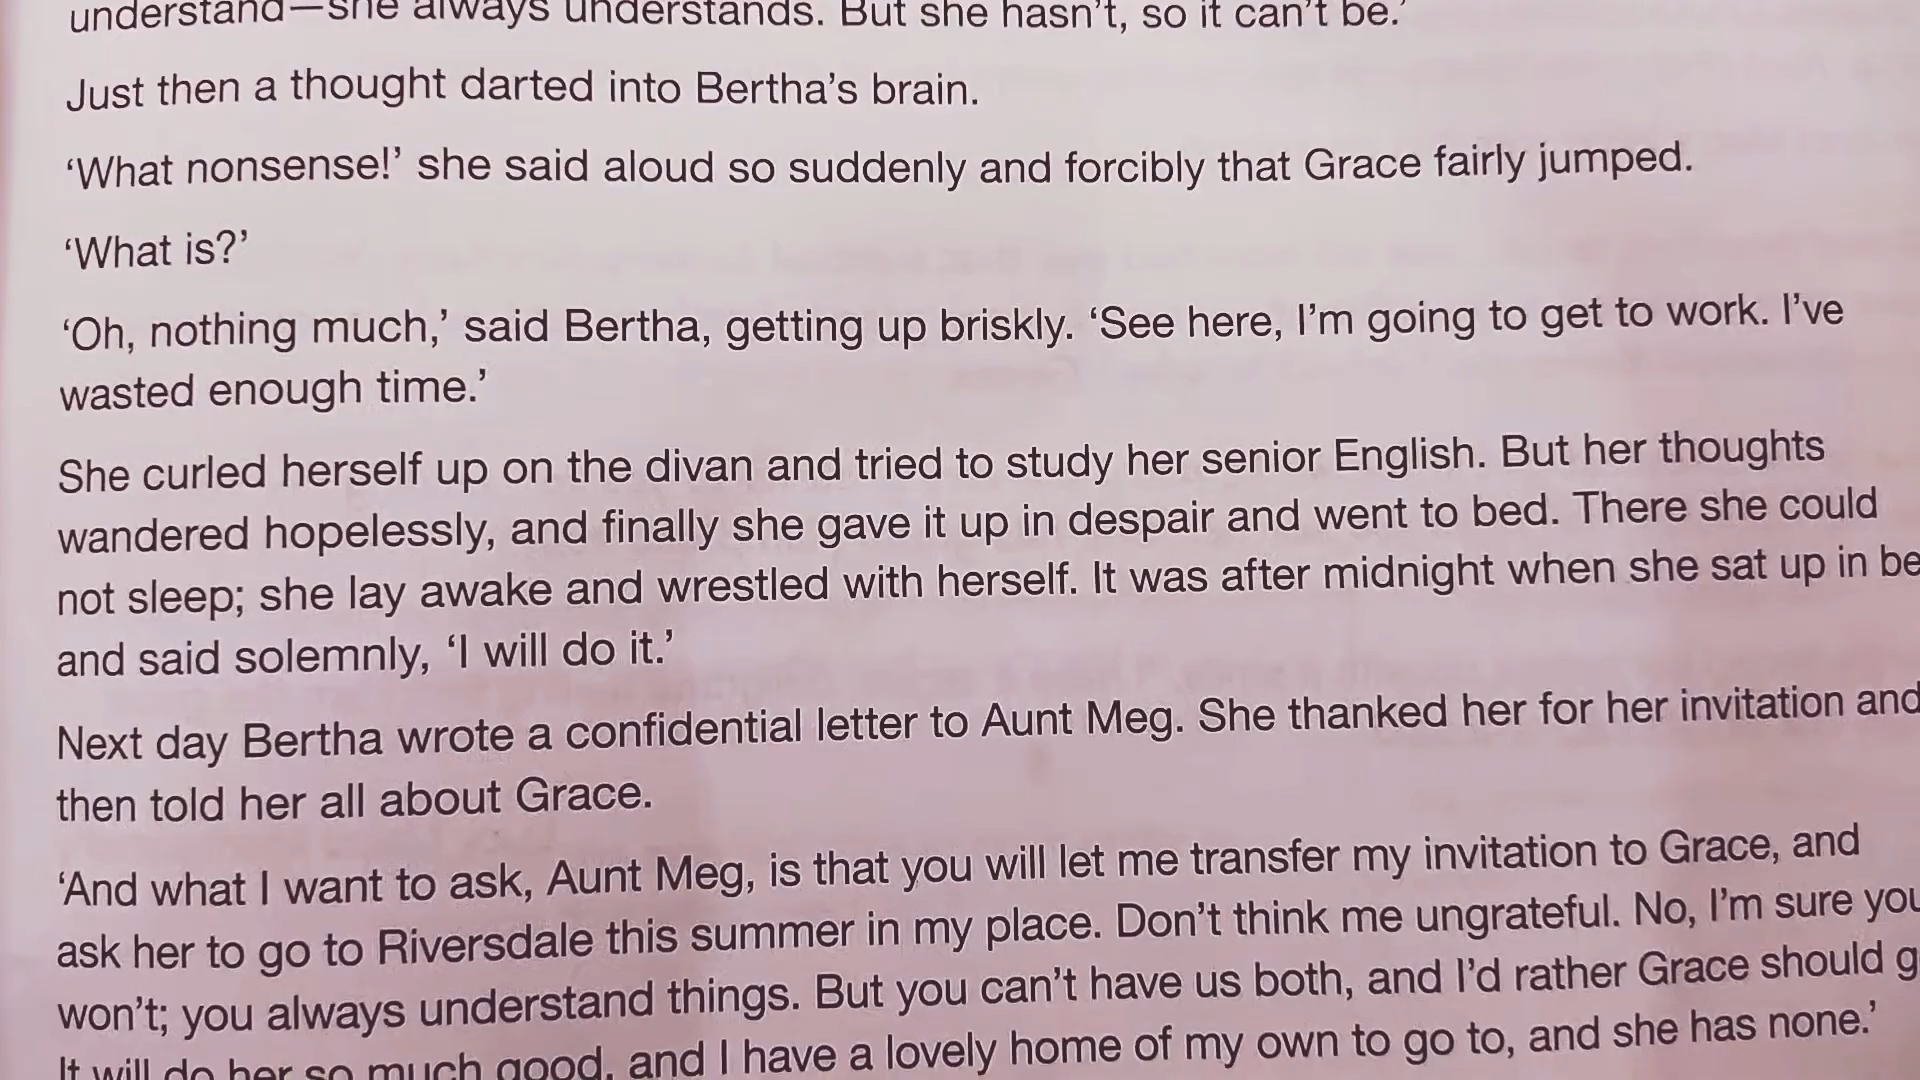 understand—she always understands. But she hasn't, so it can't be.'
Just then a thought darted into Bertha's brain.
‘What nonsense!’ she said aloud so suddenly and forcibly that Grace fairly jumped.
‘What is?’
‘Oh, nothing much,’ said Bertha, getting up briskly. ‘See here, I’m going to get to work. I’ve
wasted enough time.’
She curled herself up on the divan and tried to study her senior English. But her thoughts
wandered hopelessly, and finally she gave it up in despair and went to bed. There she could
not sleep; she lay awake and wrestled with herself. It was after midnight when she sat up in be
and said solemnly, ‘I will do it.’
Next day Bertha wrote a confidential letter to Aunt Meg. She thanked her for her invitation and
then told her all about Grace.
‘And what I want to ask, Aunt Meg, is that you will let me transfer my invitation to Grace, and
ask her to go to Riversdale this summer in my place. Don’t think me ungrateful. No, I’m sure you
won’t; you always understand things. But you can’t have us both, and I’d rather Grace should g
It will do her so much good, and I have a lovely home of my own to go to, and she has none.’